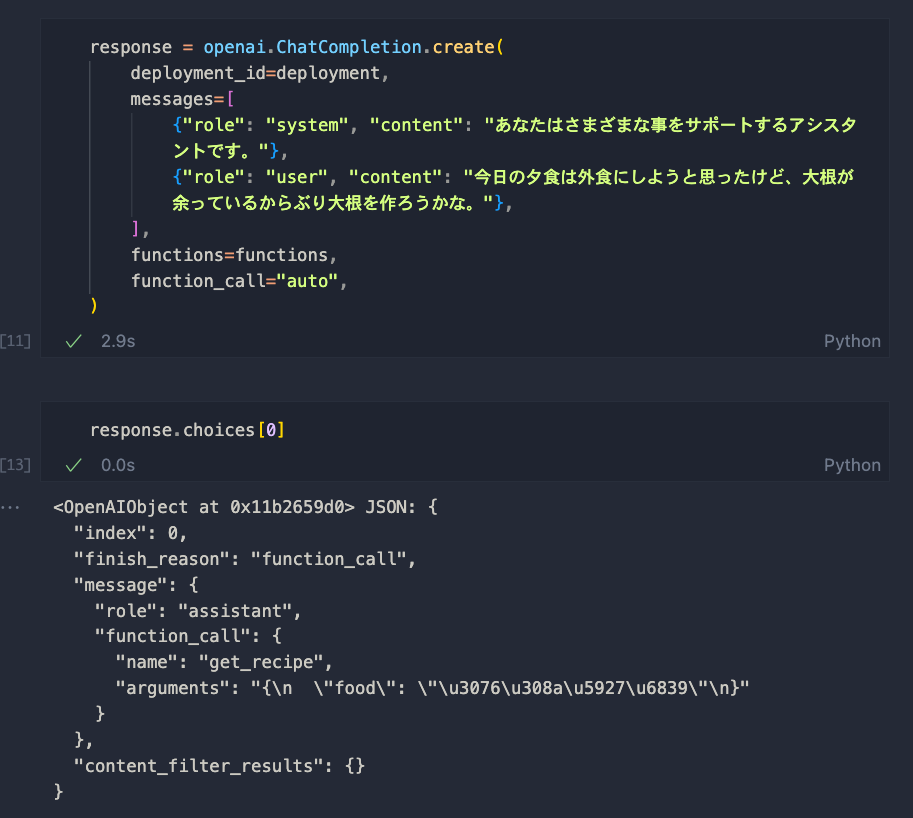 response = openai.ChatCompletion.create(
    deployment_id=deployment,
    messages=[
        {"role": "system", "content": "あなたはさまざまな事をサポートするアシスタ
        ントです。"},
        {"role": "user", "content": "今日の夕食は外食にしようと思ったけど、大根が
        余っているからぶり大根を作ろうかな。"},
    ],
    functions=functions,
    function_call="auto",
)
[11] ✓ 2.9s Python
response.choices[0]
[13] ✓ 0.0s Python
... <OpenAIObject at 0x11b2659d0> JSON: {
  "index": 0,
  "finish_reason": "function_call",
  "message": {
    "role": "assistant",
    "function_call": {
      "name": "get_recipe",
      "arguments": "{\n  \"food\": \"\u3076\u308a\u5927\u6839\"\n}"
    }
  },
  "content_filter_results": {}
}